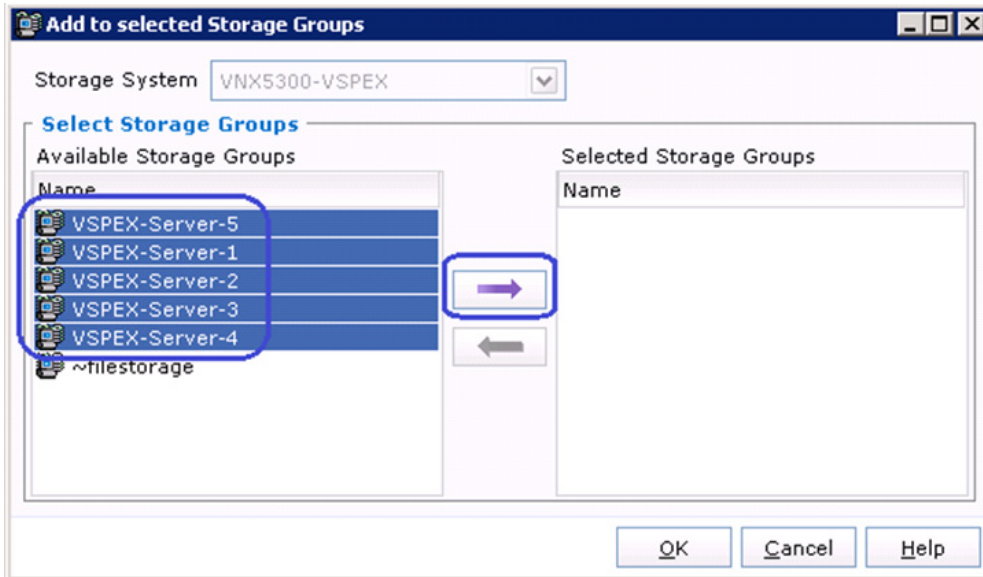 Add to selected Storage Groups
Storage System VNX5300-VSPEX
Select Storage Groups
Available Storage Groups
Name
VSPEX-Server-5
VSPEX-Server-1
VSPEX-Server-2
VSPEX-Server-3
VSPEX-Server-4
~filestorage
Selected Storage Groups
Name
OK Cancel Help